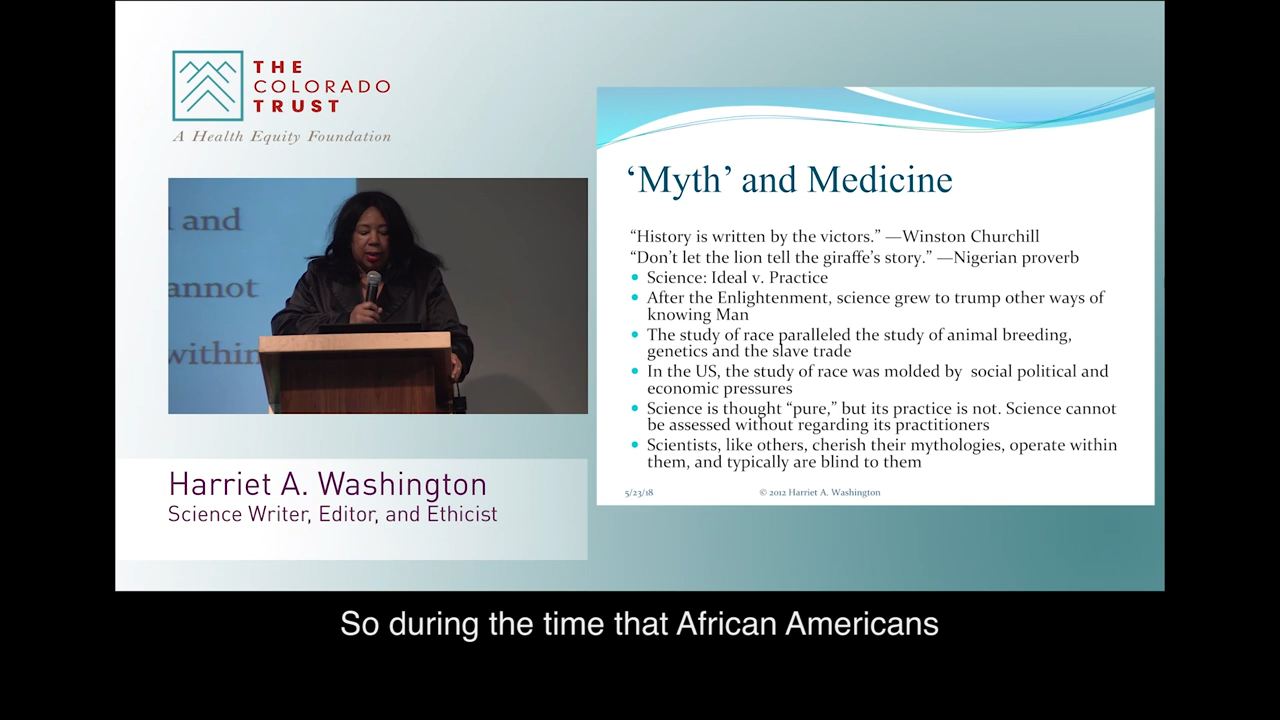 THE
COLORADO
TRUST
A Health Equity Foundation
and
annot
within
Harriet A. Washington
Science Writer, Editor, and Ethicist
‘Myth’ and Medicine
“History is written by the victors.” —Winston Churchill
“Don’t let the lion tell the giraffe’s story.” —Nigerian proverb
Science: Ideal v. Practice
After the Enlightenment, science grew to trump other ways of
knowing Man
The study of race paralleled the study of animal breeding,
genetics and the slave trade
In the US, the study of race was molded by  social political and
economic pressures
Science is thought “pure,” but its practice is not. Science cannot
be assessed without regarding its practitioners
Scientists, like others, cherish their mythologies, operate within
them, and typically are blind to them
5/23/18
© 2012 Harriet A. Washington
So during the time that African Americans